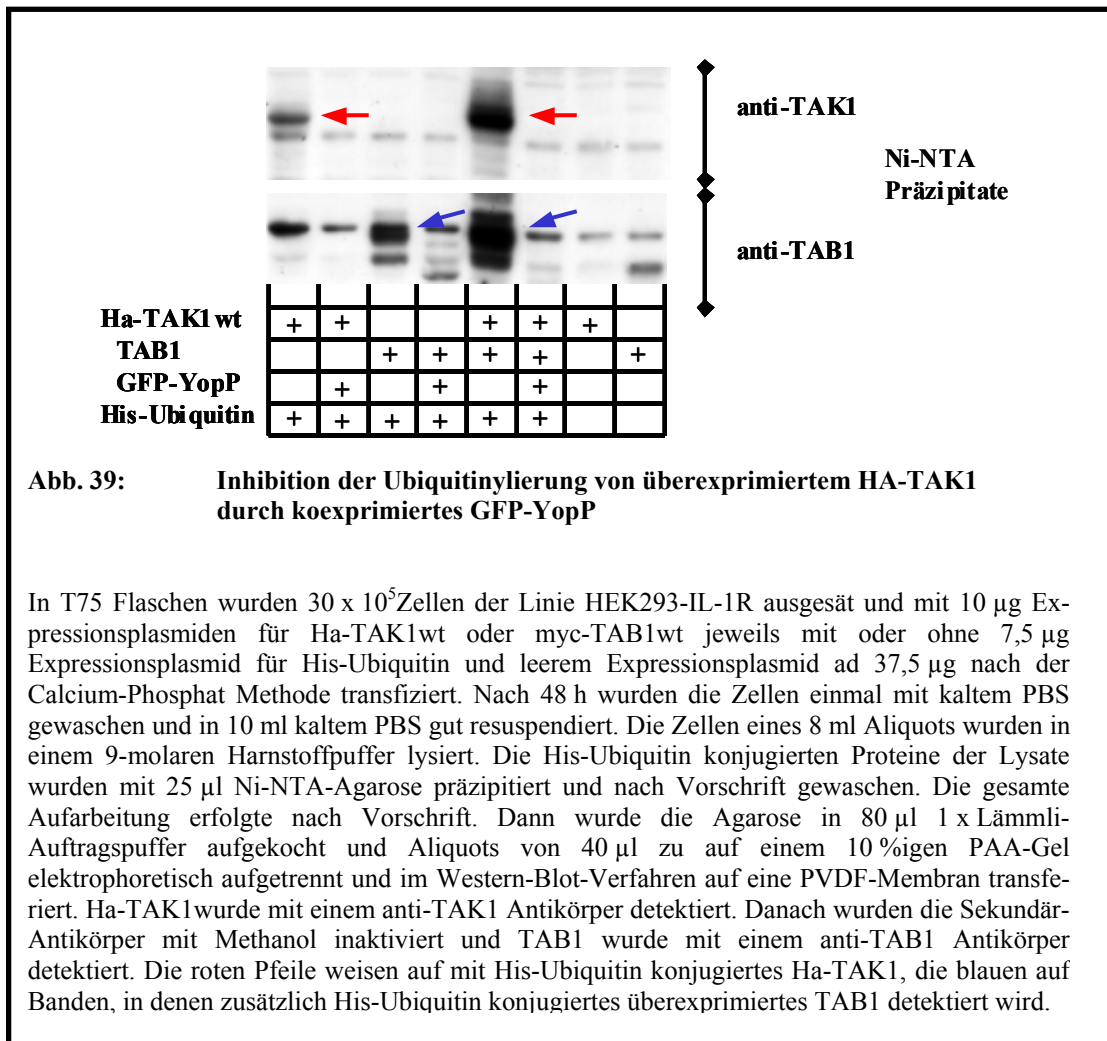 anti-TAK1
Ni-NTA
Präzipitate
anti-TAB1
Ha-TAK1wt + + + + +
TAB1 + + + + +
GFP-YopP + + +
His-Ubiquitin + + + + + +
Abb. 39: Inhibition der Ubiquitinylierung von überexprimiertem HA-TAK1
durch koexprimiertes GFP-YopP
In T75 Flaschen wurden 30 x 10⁵Zellen der Linie HEK293-IL-1R ausgesät und mit 10 µg Ex-
pressionsplasmiden für Ha-TAK1wt oder myc-TAB1wt jeweils mit oder ohne 7,5 µg
Expressionsplasmid für His-Ubiquitin und leerem Expressionsplasmid ad 37,5 µg nach der
Calcium-Phosphat Methode transfiziert. Nach 48 h wurden die Zellen einmal mit kaltem PBS
gewaschen und in 10 ml kaltem PBS gut resuspendiert. Die Zellen eines 8 ml Aliquots wurden in
einem 9-molaren Harnstoffpuffer lysiert. Die His-Ubiquitin konjugierten Proteine der Lysate
wurden mit 25 µl Ni-NTA-Agarose präzipitiert und nach Vorschrift gewaschen. Die gesamte
Aufarbeitung erfolgte nach Vorschrift. Dann wurde die Agarose in 80 µl 1 x Lämmli-
Auftragspuffer aufgekocht und Aliquots von 40 µl zu auf einem 10 %igen PAA-Gel
elektrophoretisch aufgetrennt und im Western-Blot-Verfahren auf eine PVDF-Membran transfe-
riert. Ha-TAK1wurde mit einem anti-TAK1 Antikörper detektiert. Danach wurden die Sekundär-
Antikörper mit Methanol inaktiviert und TAB1 wurde mit einem anti-TAB1 Antikörper
detektiert. Die roten Pfeile weisen auf mit His-Ubiquitin konjugiertes Ha-TAK1, die blauen auf
Banden, in denen zusätzlich His-Ubiquitin konjugiertes überexprimiertes TAB1 detektiert wird.